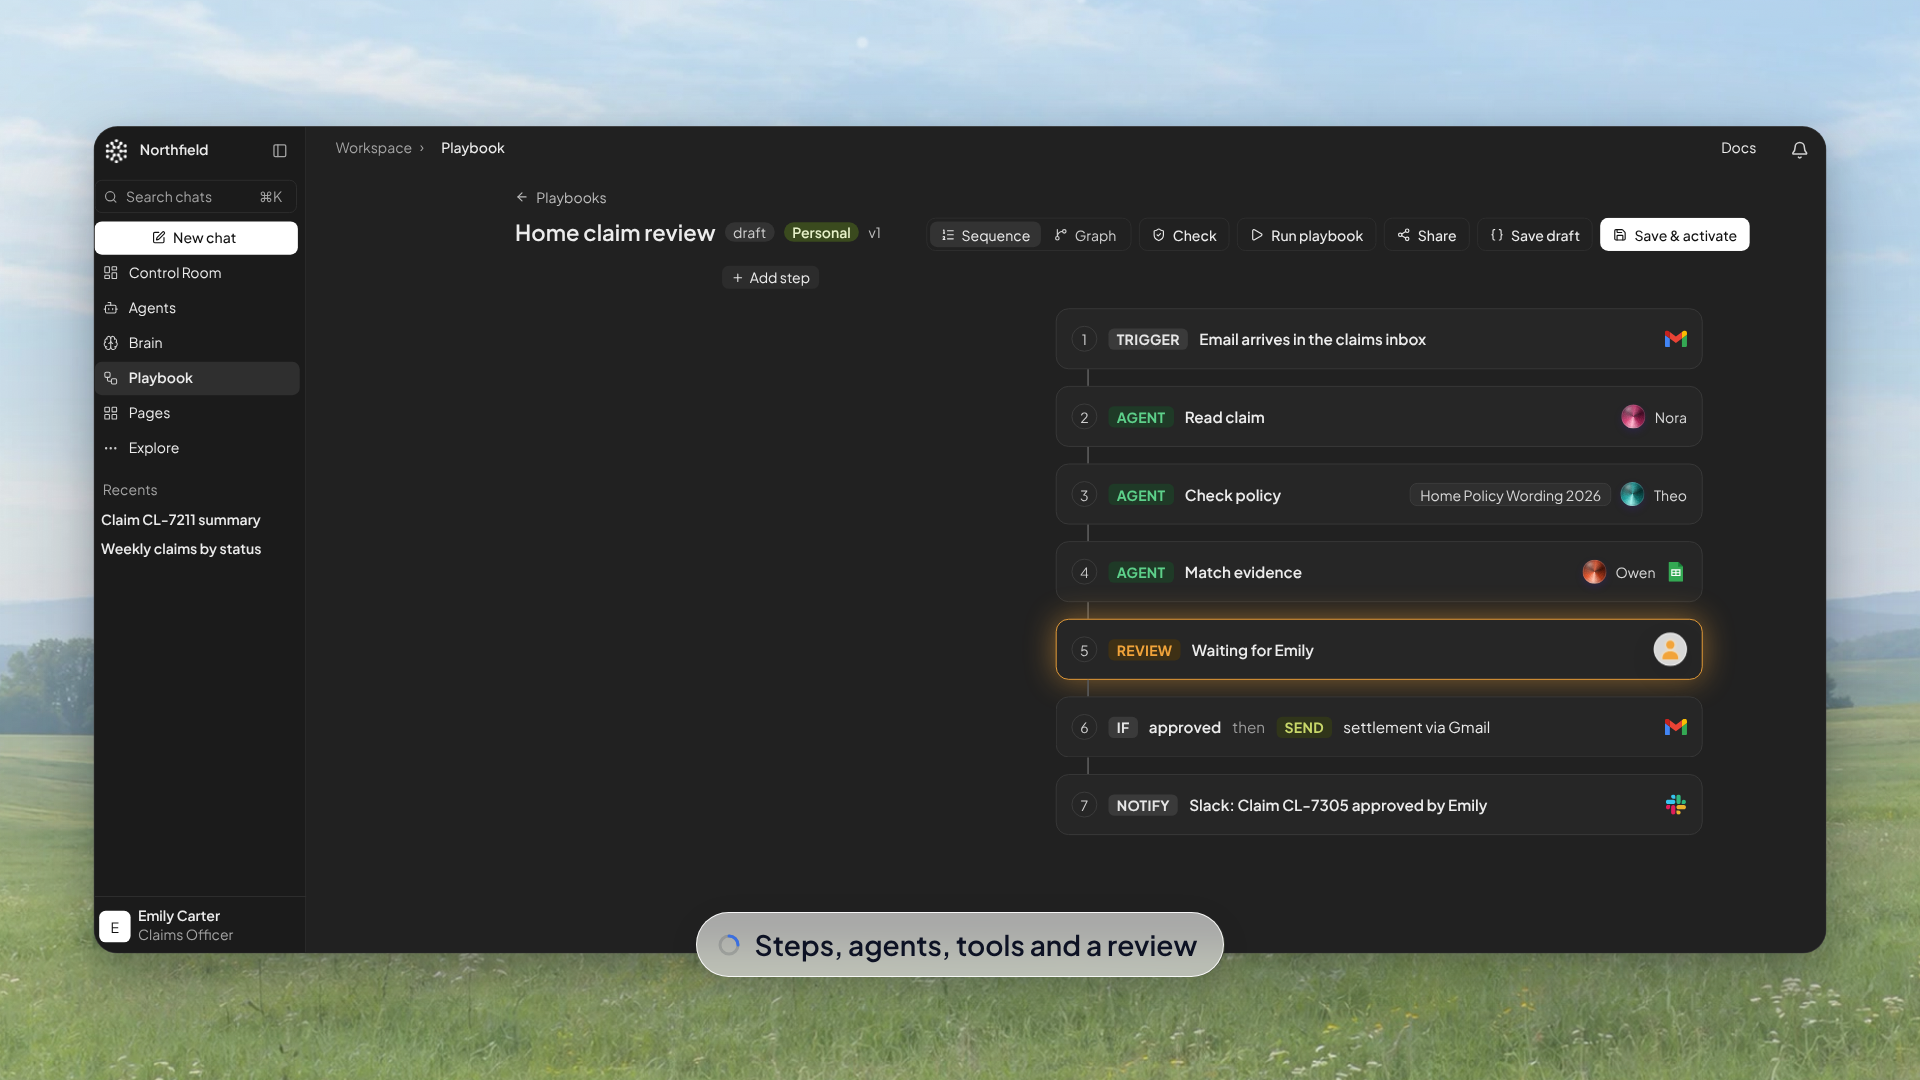 Northfield
Search chats ⌘K
New chat
Control Room
Agents
Brain
Playbook
Pages
Explore
Recents
Claim CL-7211 summary
Weekly claims by status
E
Emily Carter
Claims Officer
Workspace › Playbook
Docs
← Playbooks
Home claim review draft Personal v1
Sequence Graph Check Run playbook Share {} Save draft Save & activate
+ Add step
1 TRIGGER Email arrives in the claims inbox
2 AGENT Read claim Nora
3 AGENT Check policy Home Policy Wording 2026 Theo
4 AGENT Match evidence Owen
5 REVIEW Waiting for Emily
6 IF approved then SEND settlement via Gmail
7 NOTIFY Slack: Claim CL-7305 approved by Emily
Steps, agents, tools and a review